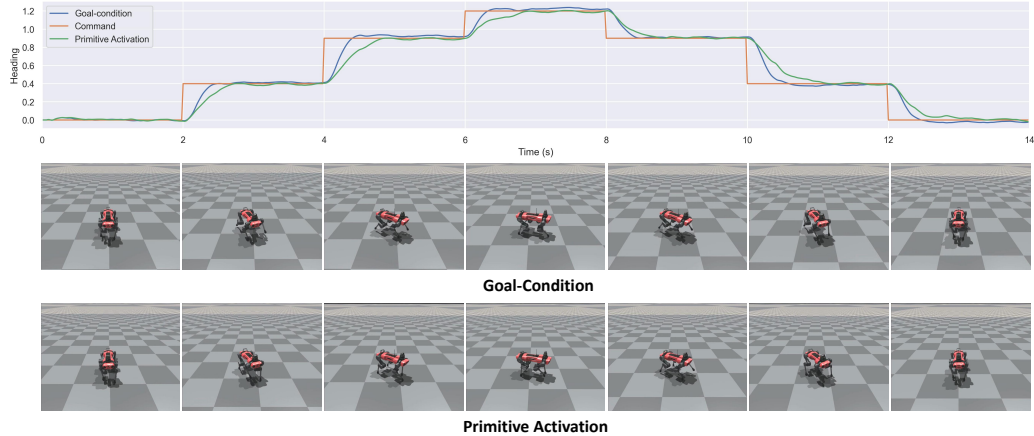 Goal-condition
Command
Primitive Activation
Heading
1.2
1.0
0.8
0.6
0.4
0.2
0.0
0 2 4 6 8 10 12 14
Time (s)
Goal-Condition
Primitive Activation